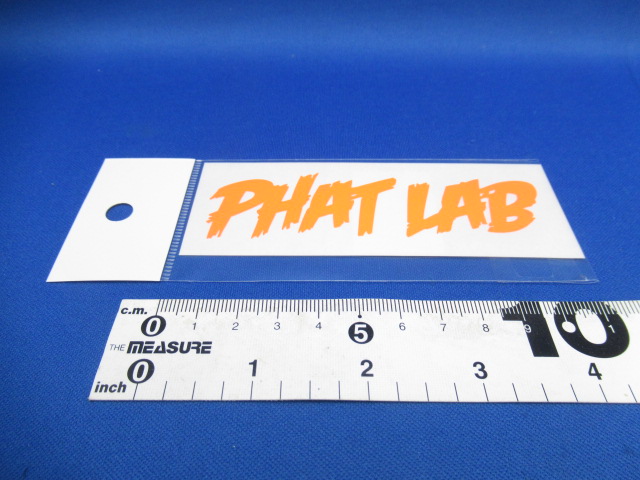 PHAT LAB
c.m. 0 1 2 3 4 5 6 7 8 9 10 1
THE MEASURE
inch 0 1 2 3 4